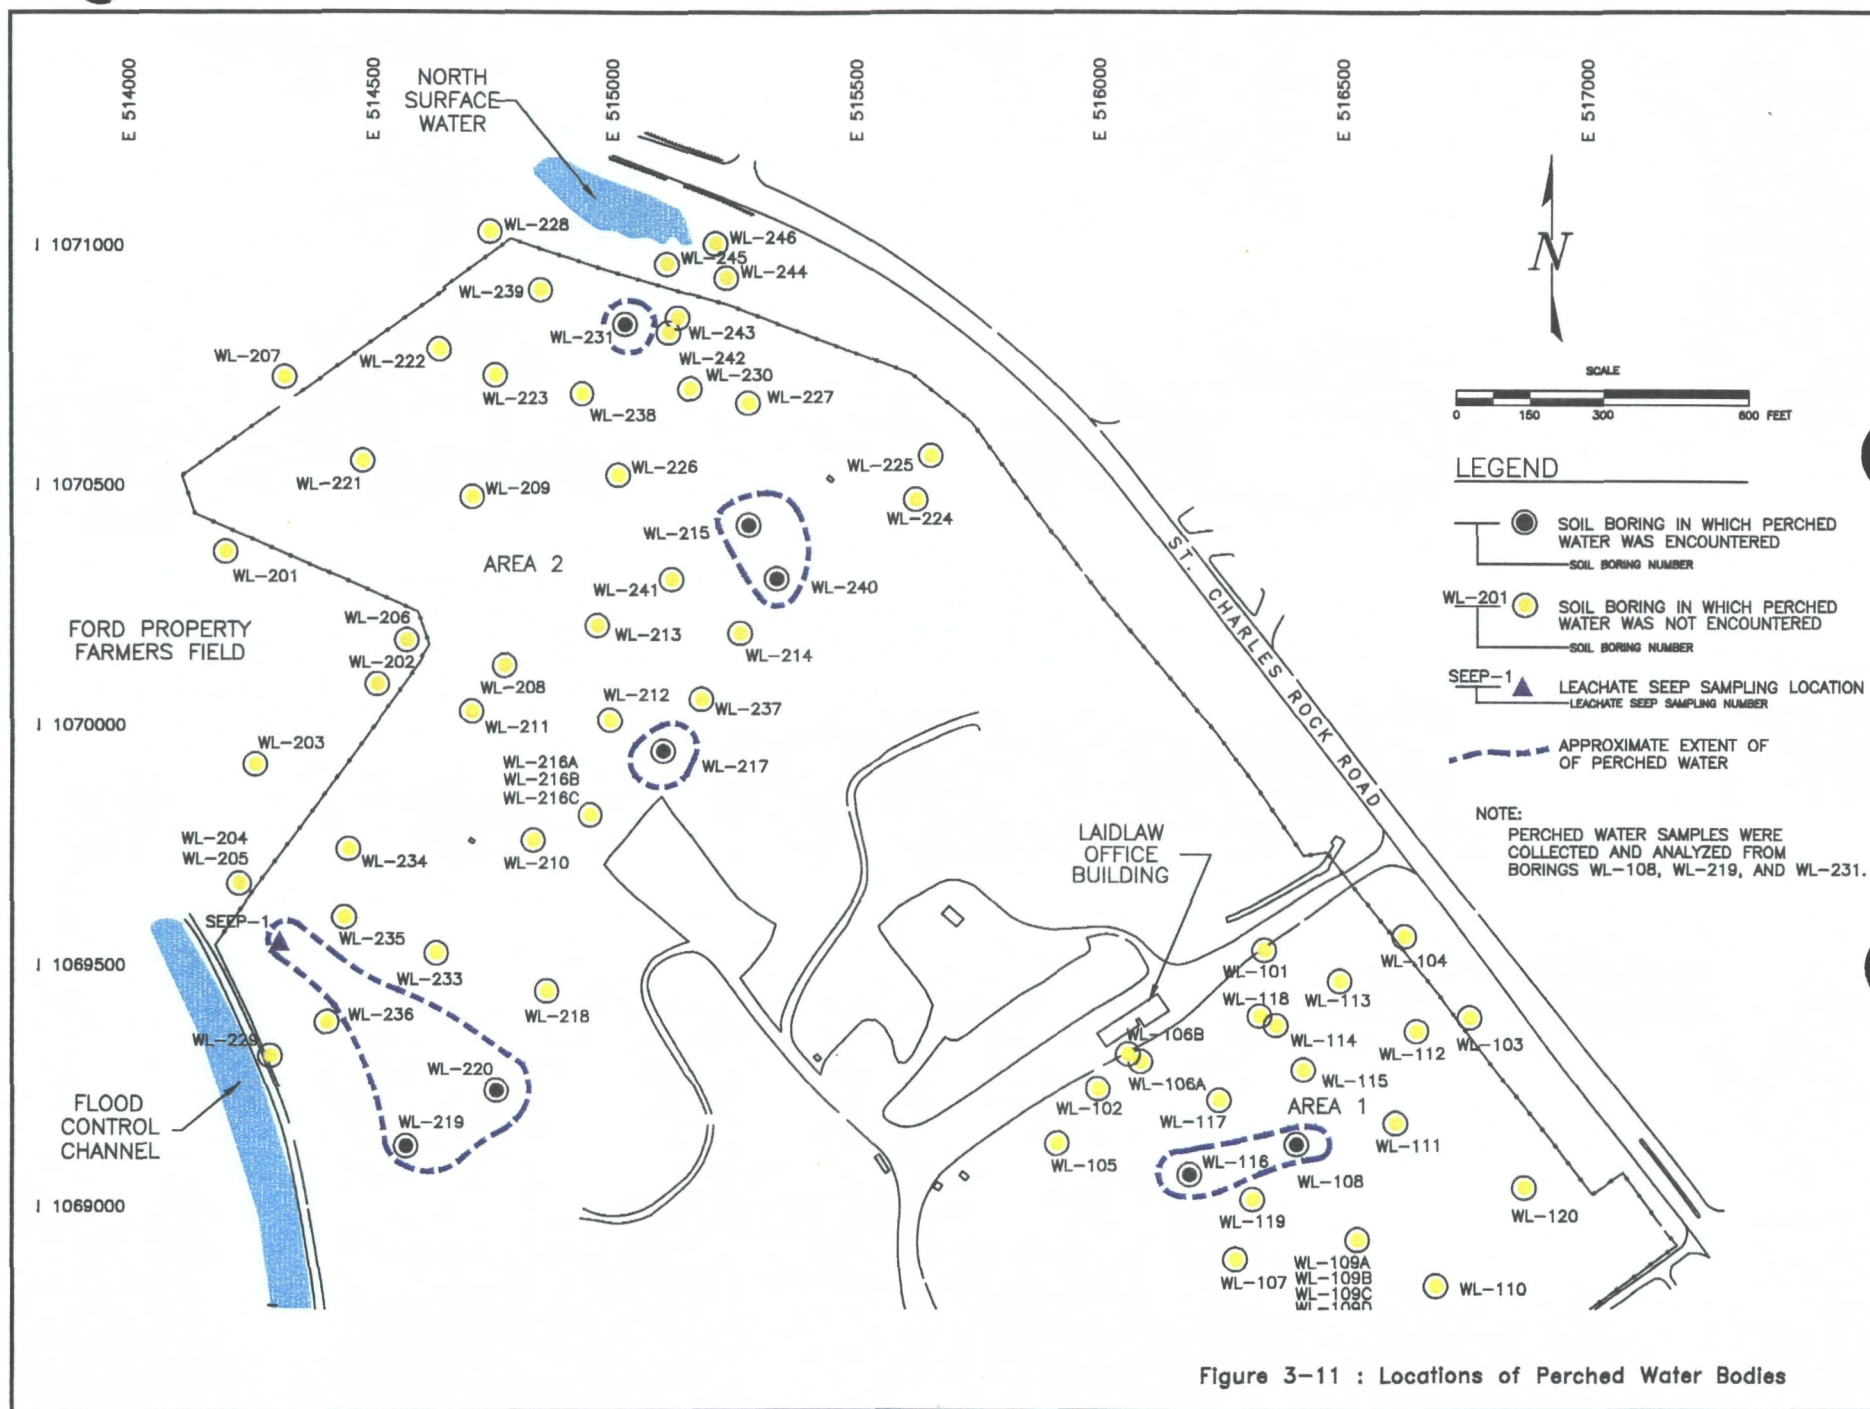 E 514000
E 514500
E 515000
E 515500
E 516000
E 516500
E 517000
NORTH
SURFACE
WATER
1071000
1070500
1070000
1069500
1069000
WL-228
WL-246
WL-245
WL-244
WL-239
WL-231
WL-243
WL-242
WL-207
WL-222
WL-223
WL-238
WL-230
WL-227
WL-221
WL-209
WL-226
WL-225
WL-224
WL-215
WL-201
AREA 2
WL-241
WL-240
FORD PROPERTY
FARMERS FIELD
WL-206
WL-202
WL-213
WL-214
WL-208
WL-212
WL-211
WL-237
WL-203
WL-216A
WL-216B
WL-216C
WL-217
WL-204
WL-205
WL-234
WL-210
SEEP-1
WL-235
WL-233
WL-236
WL-218
WL-229
WL-220
WL-219
FLOOD
CONTROL
CHANNEL
ST. CHARLES ROCK ROAD
LAIDLAW
OFFICE
BUILDING
WL-101
WL-104
WL-118
WL-113
WL-106B
WL-114
WL-112
WL-103
WL-106A
WL-115
WL-102
WL-117
AREA 1
WL-111
WL-105
WL-116
WL-108
WL-119
WL-120
WL-107
WL-109A
WL-109B
WL-109C
WL-109D
WL-110
N
SCALE
0 150 300 600 FEET
LEGEND
SOIL BORING IN WHICH PERCHED
WATER WAS ENCOUNTERED
SOIL BORING NUMBER
WL-201
SOIL BORING IN WHICH PERCHED
WATER WAS NOT ENCOUNTERED
SOIL BORING NUMBER
SEEP-1
LEACHATE SEEP SAMPLING LOCATION
LEACHATE SEEP SAMPLING NUMBER
APPROXIMATE EXTENT OF
OF PERCHED WATER
NOTE:
PERCHED WATER SAMPLES WERE
COLLECTED AND ANALYZED FROM
BORINGS WL-108, WL-219, AND WL-231.
Figure 3-11 : Locations of Perched Water Bodies